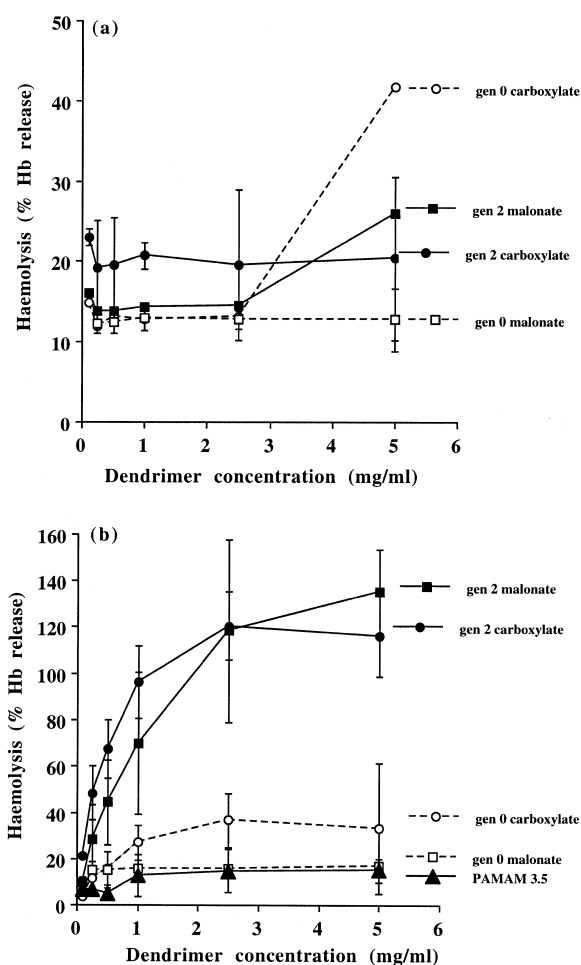 (a)
50
40
30
20
10
0
Haemolysis (% Hb release)
gen 0 carboxylate
gen 2 malonate
gen 2 carboxylate
gen 0 malonate
0 1 2 3 4 5 6
Dendrimer concentration (mg/ml)
(b)
160
140
120
100
80
60
40
20
0
Haemolysis (% Hb release)
gen 2 malonate
gen 2 carboxylate
gen 0 carboxylate
gen 0 malonate
PAMAM 3.5
0 1 2 3 4 5 6
Dendrimer concentration (mg/ml)